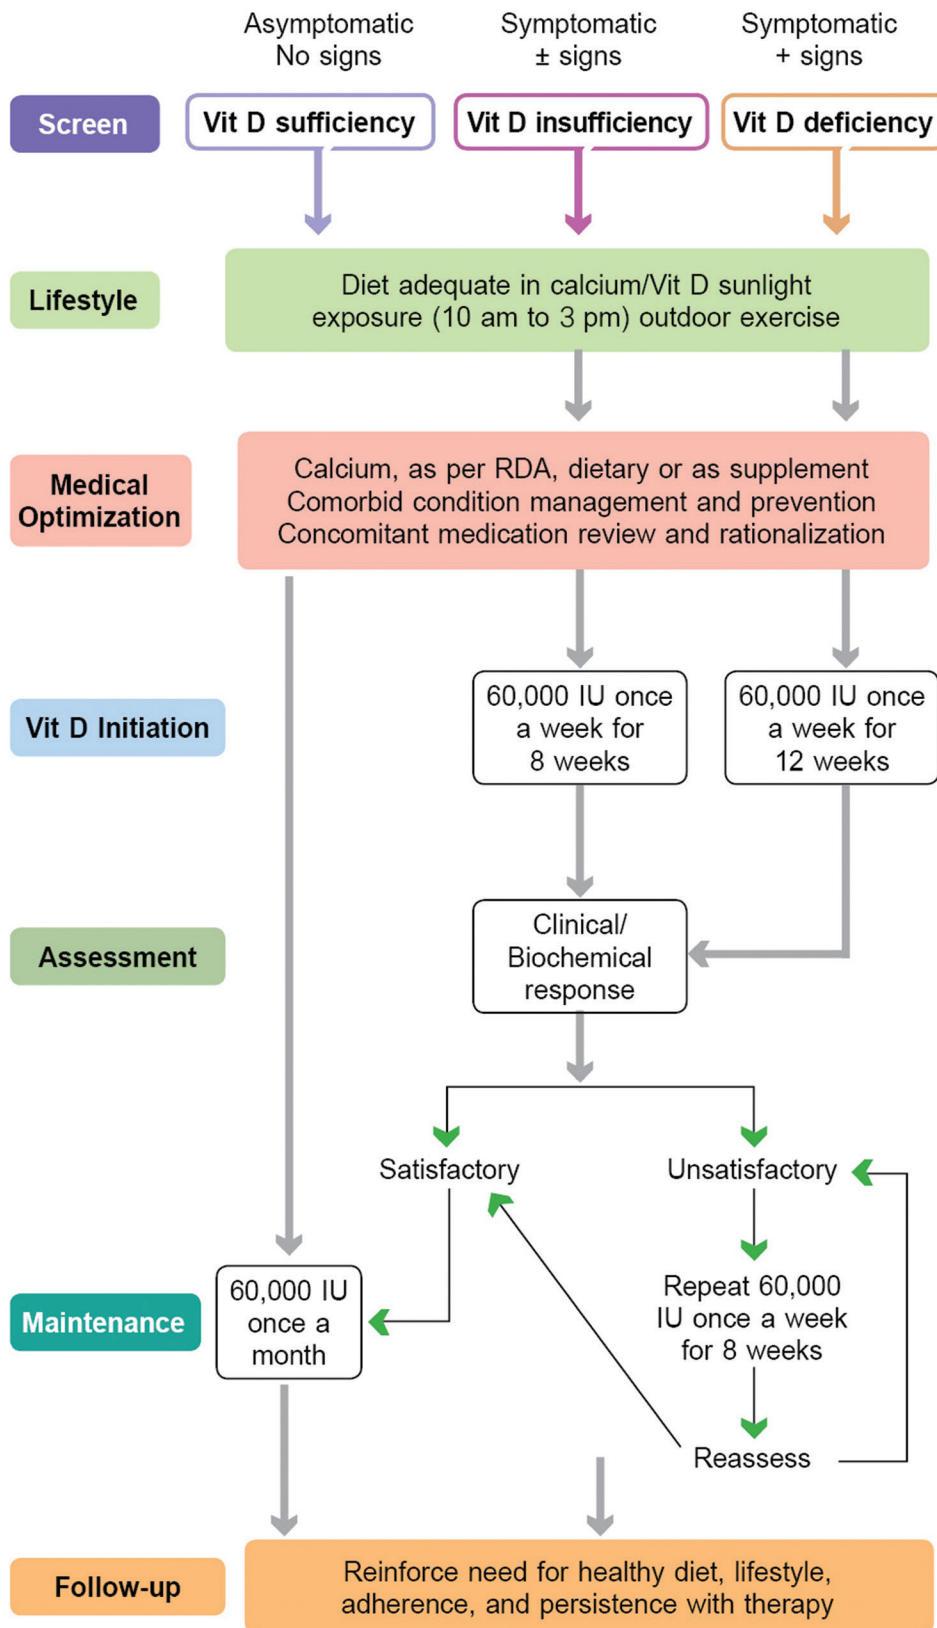 Asymptomatic
No signs
Symptomatic
± signs
Symptomatic
+ signs
Screen
Vit D sufficiency
Vit D insufficiency
Vit D deficiency
Lifestyle
Diet adequate in calcium/Vit D sunlight
exposure (10 am to 3 pm) outdoor exercise
Medical
Optimization
Calcium, as per RDA, dietary or as supplement
Comorbid condition management and prevention
Concomitant medication review and rationalization
Vit D Initiation
60,000 IU once
a week for
8 weeks
60,000 IU once
a week for
12 weeks
Assessment
Clinical/
Biochemical
response
Satisfactory
Unsatisfactory
Maintenance
60,000 IU
once a
month
Repeat 60,000
IU once a week
for 8 weeks
Reassess
Follow-up
Reinforce need for healthy diet, lifestyle,
adherence, and persistence with therapy